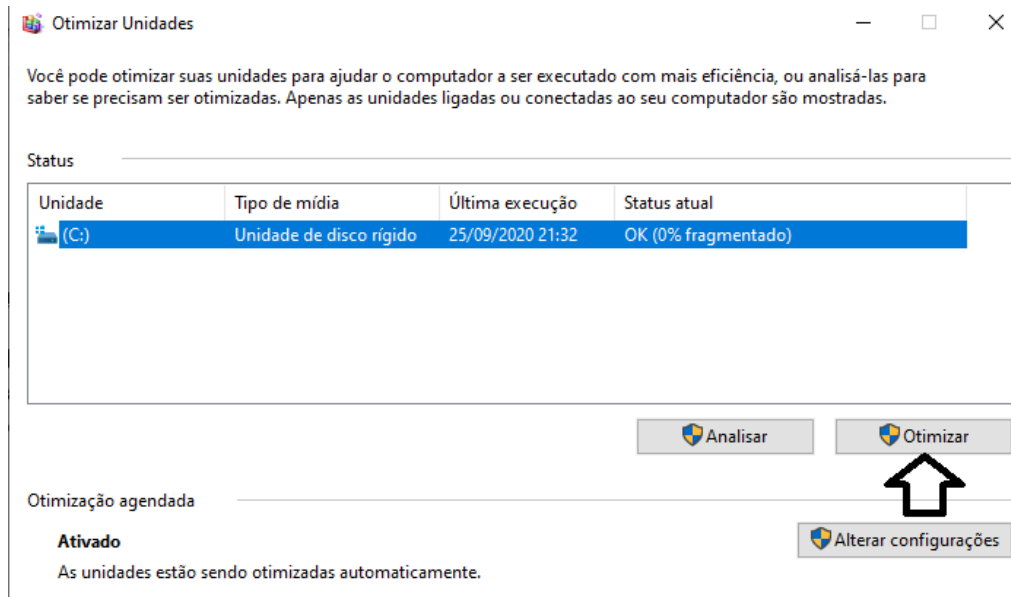 Otimizar Unidades
Você pode otimizar suas unidades para ajudar o computador a ser executado com mais eficiência, ou analisá-las para
saber se precisam ser otimizadas. Apenas as unidades ligadas ou conectadas ao seu computador são mostradas.
Status
Unidade Tipo de mídia Última execução Status atual
(C:) Unidade de disco rígido 25/09/2020 21:32 OK (0% fragmentado)
Analisar Otimizar
Otimização agendada
Ativado Alterar configurações
As unidades estão sendo otimizadas automaticamente.